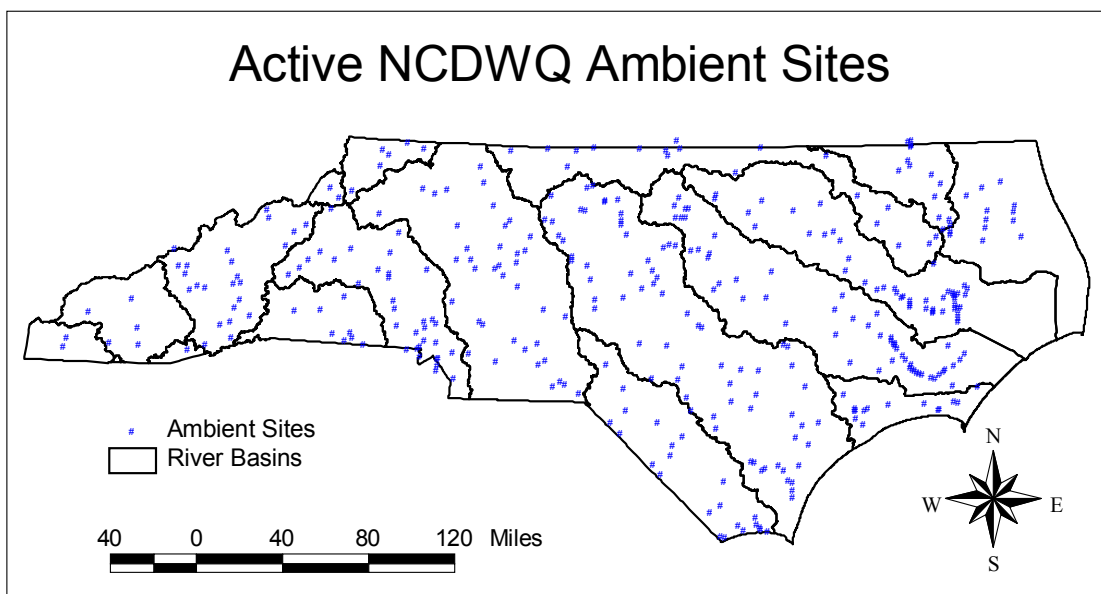 Active NCDWQ Ambient Sites
# Ambient Sites
River Basins
N
W E
S
40 0 40 80 120 Miles